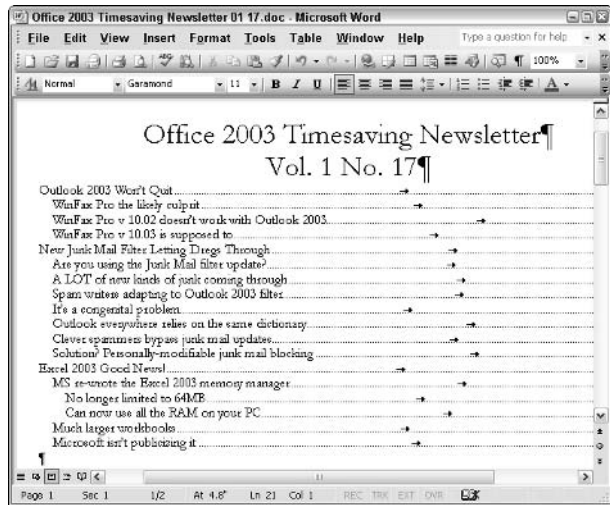 Office 2003 Timesaving Newsletter 01 17.doc - Microsoft Word
File Edit View Insert Format Tools Table Window Help Type a question for help
100%
Normal Garamond 11 B I U A
Office 2003 Timesaving Newsletter¶
Vol. 1 No. 17¶
Outlook 2003 Won't Quit
WinFax Pro the likely culprit
WinFax Pro v 10.02 doesn't work with Outlook 2003
WinFax Pro v 10.03 is supposed to
New Junk Mail Filter Letting Dregs Through
Are you using the Junk Mail filter update?
A LOT of new kinds of junk coming through
Spam writers adapting to Outlook 2003 filter
It's a congenital problem
Outlook everywhere relies on the same dictionary
Clever spammers bypass junk mail updates
Solution? Personally-modifiable junk mail blocking
Excel 2003 Good News!
MS re-wrote the Excel 2003 memory manager
No longer limited to 64MB
Can now use all the RAM on your PC
Much larger workbooks
Microsoft isn't publicizing it
¶
Page 1 Sec 1 1/2 At 4.8" Ln 21 Col 1 REC TRK EXT OVR